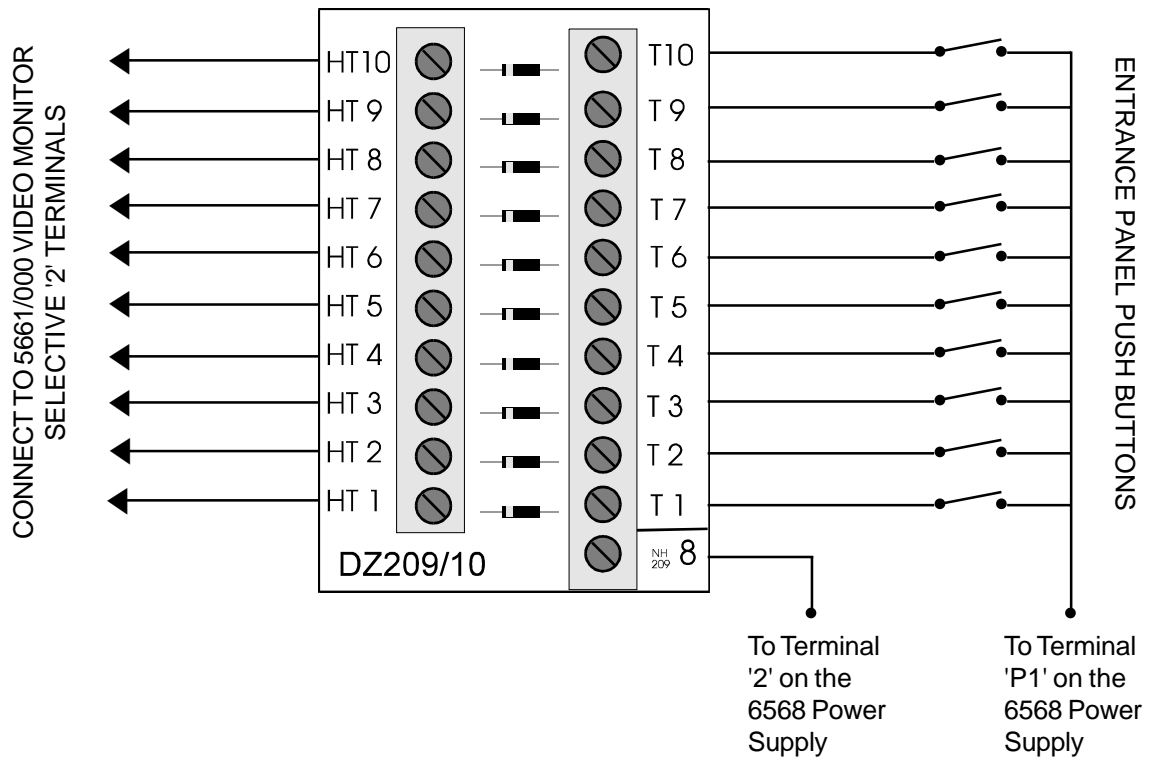 CONNECT TO 5661/000 VIDEO MONITOR
SELECTIVE '2' TERMINALS
HT10
HT 9
HT 8
HT 7
HT 6
HT 5
HT 4
HT 3
HT 2
HT 1
DZ209/10
T10
T 9
T 8
T 7
T 6
T 5
T 4
T 3
T 2
T 1
NH
209
8
ENTRANCE PANEL PUSH BUTTONS
To Terminal
'2' on the
6568 Power
Supply
To Terminal
'P1' on the
6568 Power
Supply